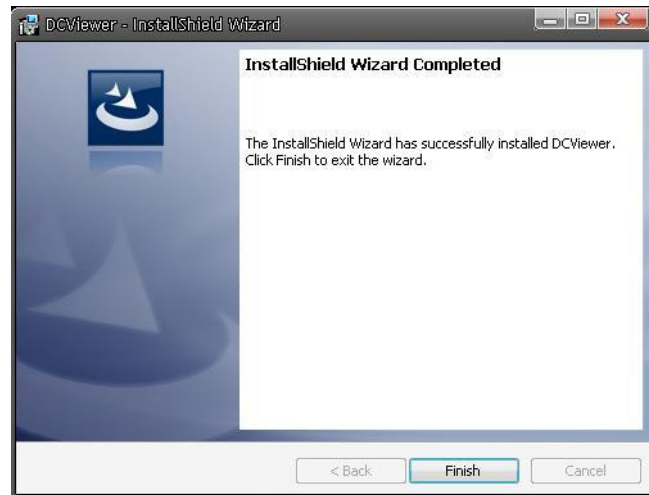 DCViewer - InstallShield Wizard
InstallShield Wizard Completed
The InstallShield Wizard has successfully installed DCViewer.
Click Finish to exit the wizard.
< Back
Finish
Cancel